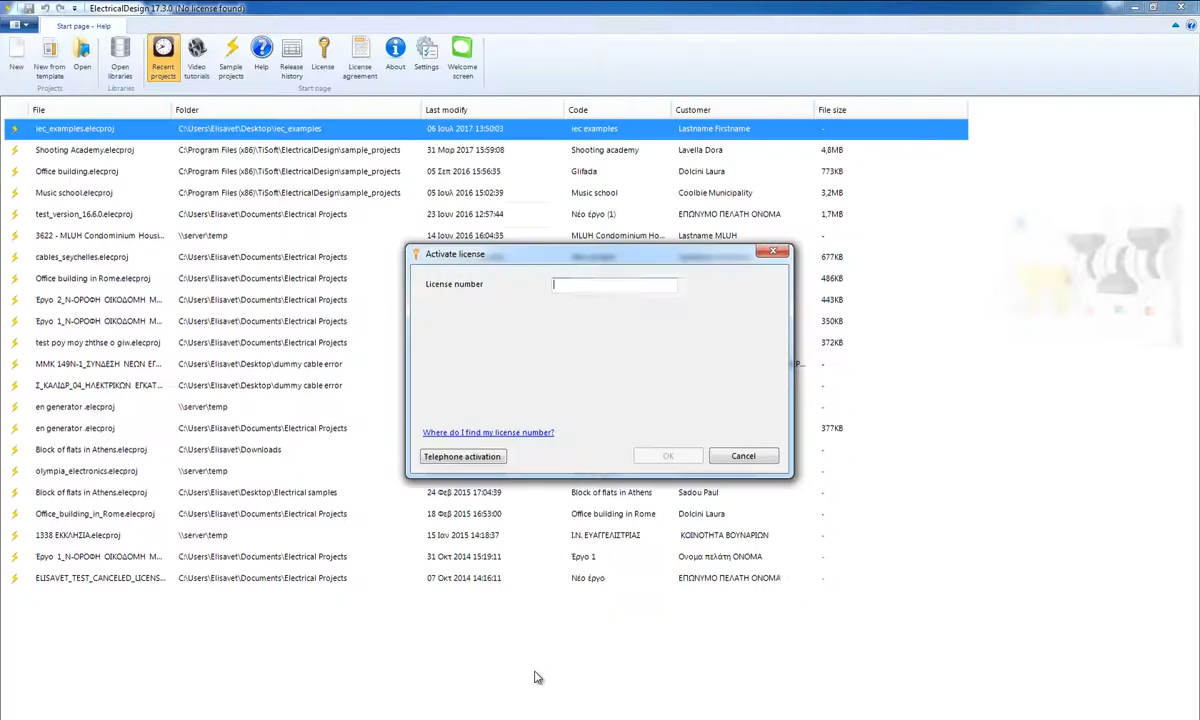 ElectricalDesign 17.3.0 (No license found)
Start page - Help
New
New from template
Open
Open libraries
Recent projects
Video tutorials
Sample projects
Help
Release history
License
License agreement
About
Settings
Welcome screen
Projects
Libraries
Start page
File Folder Last modify Code Customer File size
iec_examples.elecproj C:\Users\Elisavet\Desktop\iec_examples 06 Ιουλ 2017 13:50:03 iec examples Lastname Firstname -
Shooting Academy.elecproj C:\Program Files (x86)\TiSoft\ElectricalDesign\sample_projects 31 Μαρ 2017 15:59:08 Shooting academy Lavella Dora 4,8MB
Office building.elecproj C:\Program Files (x86)\TiSoft\ElectricalDesign\sample_projects 05 Σεπ 2016 15:56:35 Glifada Dolcini Laura 773KB
Music school.elecproj C:\Program Files (x86)\TiSoft\ElectricalDesign\sample_projects 05 Ιουλ 2016 15:02:39 Music school Coolbie Municipality 3,2MB
test_version_16.6.0.elecproj C:\Users\Elisavet\Documents\Electrical Projects 23 Ιουν 2016 12:57:44 Νέο έργο (1) ΕΠΩΝΥΜΟ ΠΕΛΑΤΗ ΟΝΟΜΑ 1,7MB
3622 - MLUH Condominium Housi... \\server\temp 14 Ιουν 2016 16:04:35 MLUH Condominium Ho... Lastname MLUH -
cables_seychelles.elecproj C:\Users\Elisavet\Documents\Electrical Projects 677KB
Office building in Rome.elecproj C:\Users\Elisavet\Documents\Electrical Projects 486KB
Έργο 2_Ν-ΟΡΟΦΗ ΟΙΚΟΔΟΜΗ Μ... C:\Users\Elisavet\Documents\Electrical Projects 443KB
Έργο 1_Ν-ΟΡΟΦΗ ΟΙΚΟΔΟΜΗ Μ... C:\Users\Elisavet\Documents\Electrical Projects 350KB
test poy moy zhthse o giw.elecproj C:\Users\Elisavet\Documents\Electrical Projects 372KB
ΜΜΚ 149Ν-1_ΣΥΝΔΕΣΗ ΝΕΩΝ ΕΓ... C:\Users\Elisavet\Desktop\dummy cable error -
Σ_ΚΑΛΙΔΡ_04_ΗΛΕΚΤΡΙΚΩΝ ΕΓΚΑΤ... C:\Users\Elisavet\Desktop\dummy cable error -
en generator .elecproj \\server\temp -
en generator .elecproj C:\Users\Elisavet\Documents\Electrical Projects 377KB
Block of flats in Athens.elecproj C:\Users\Elisavet\Downloads -
olympia_electronics.elecproj \\server\temp -
Block of flats in Athens.elecproj C:\Users\Elisavet\Desktop\Electrical samples 24 Φεβ 2015 17:04:39 Block of flats in Athens Sadou Paul -
Office_building_in_Rome.elecproj C:\Users\Elisavet\Documents\Electrical Projects 18 Φεβ 2015 16:53:00 Office building in Rome Dolcini Laura -
1338 ΕΚΚΛΗΣΙΑ.elecproj \\server\temp 15 Ιαν 2015 14:18:37 Ι.Ν. ΕΥΑΓΓΕΛΙΣΤΡΙΑΣ ΚΟΙΝΟΤΗΤΑ ΒΟΥΝΑΡΙΩΝ -
Έργο 1_Ν-ΟΡΟΦΗ ΟΙΚΟΔΟΜΗ Μ... C:\Users\Elisavet\Documents\Electrical Projects 31 Οκτ 2014 15:19:11 Έργο 1 Ονομα πελάτη ΟΝΟΜΑ -
ELISAVET_TEST_CANCELED_LICENS... C:\Users\Elisavet\Documents\Electrical Projects 07 Οκτ 2014 14:16:11 Νέο έργο ΕΠΩΝΥΜΟ ΠΕΛΑΤΗ ΟΝΟΜΑ -
Activate license
License number
Where do I find my license number?
Telephone activation
OK
Cancel